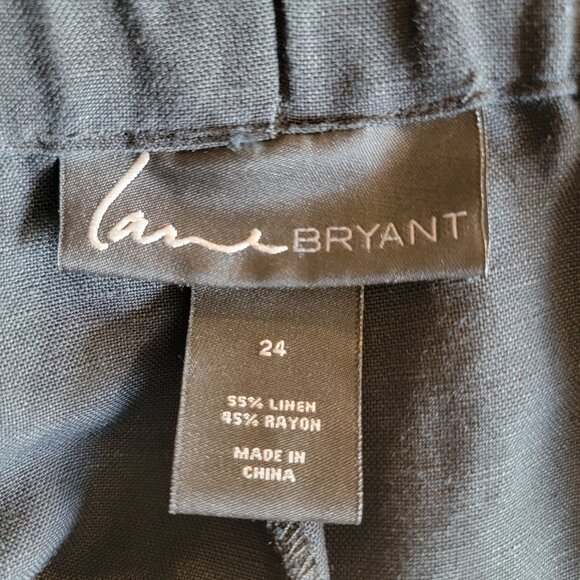 Lane BRYANT
24
55% LINEN
45% RAYON
MADE IN
CHINA